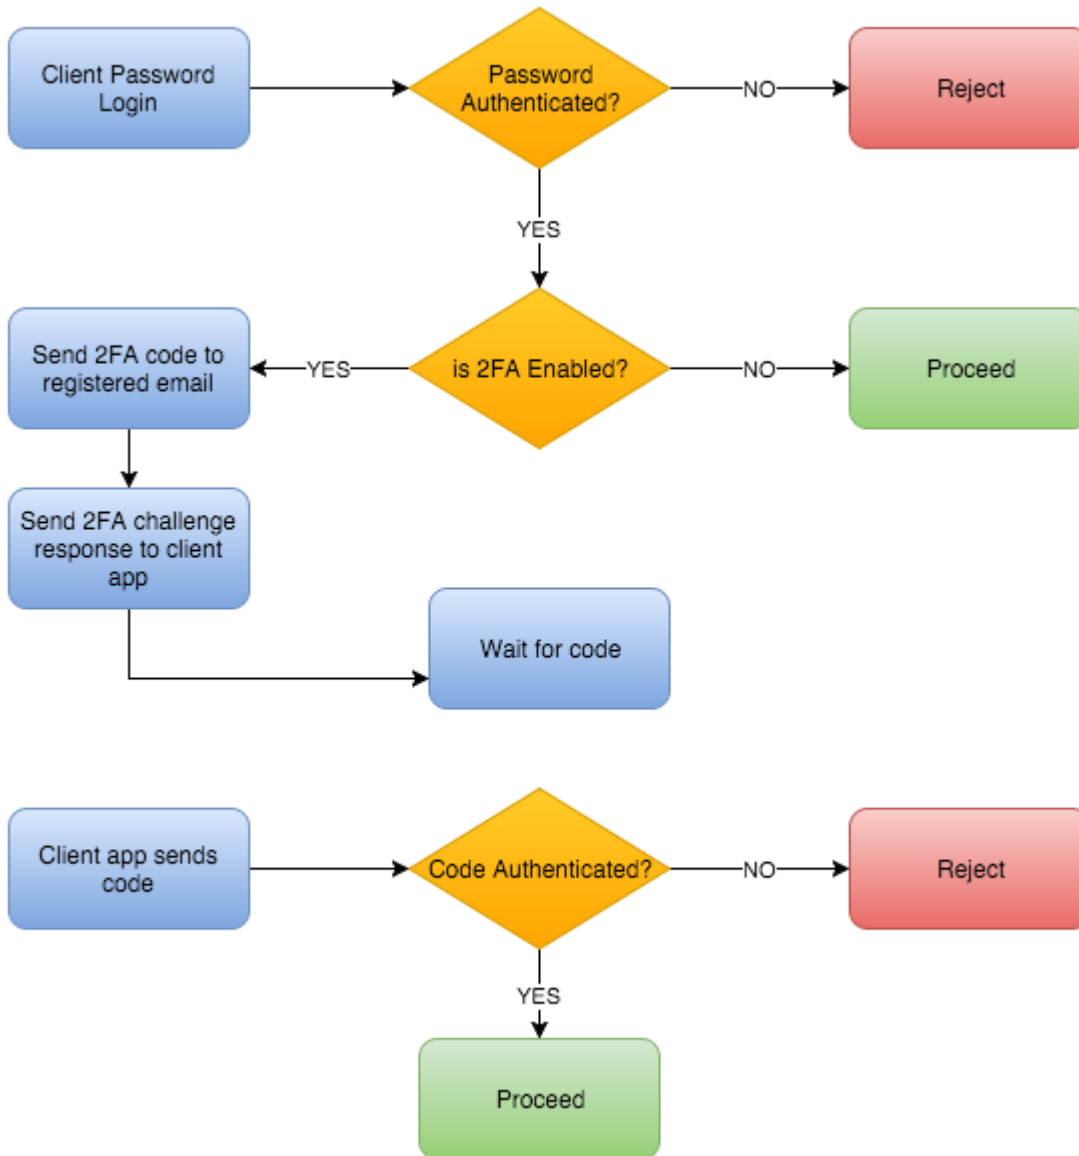 Client Password
Login
Password
Authenticated?
NO
Reject
YES
Send 2FA code to
registered email
YES
is 2FA Enabled?
NO
Proceed
Send 2FA challenge
response to client
app
Wait for code
Client app sends
code
Code Authenticated?
NO
Reject
YES
Proceed